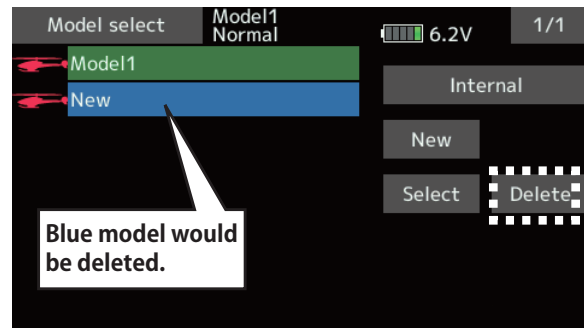 Model select
Model1
Normal
6.2V
1/1
Model1
New
Internal
New
Select
Delete
Blue model would
be deleted.